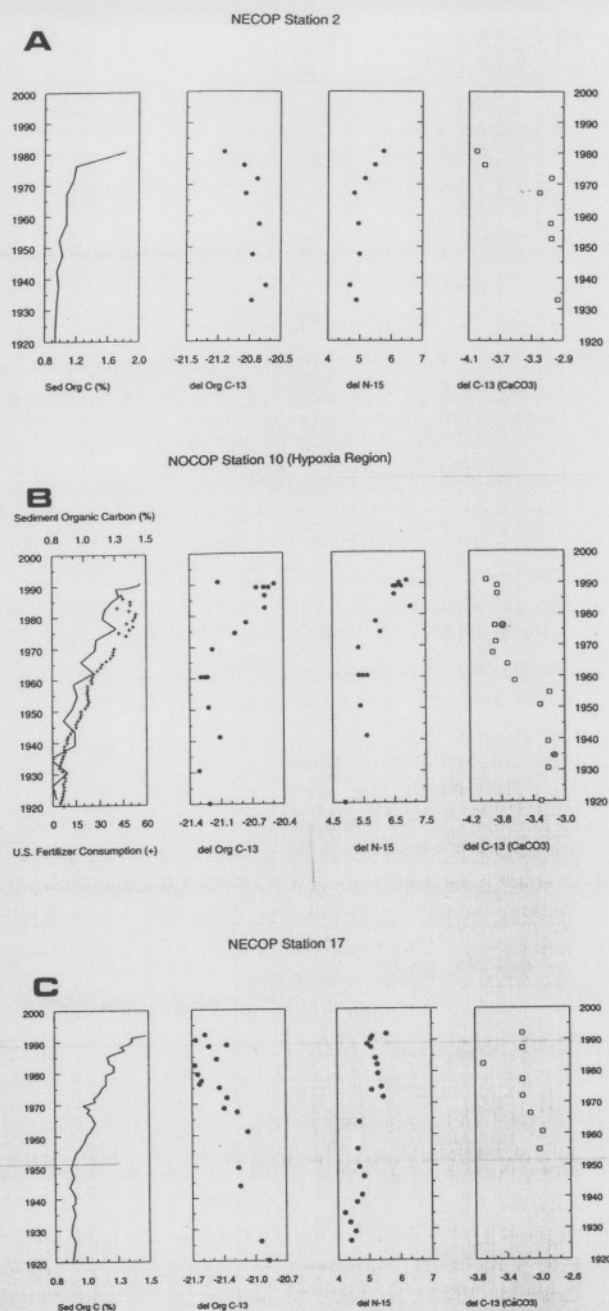 NECOP Station 2
A
2000
1990
1980
1970
1960
1950
1940
1930
1920
0.8 1.2 1.6 2.0
-21.5 -21.2 -20.8 -20.5
4 5 6 7
-4.1 -3.7 -3.3 -2.9
2000
1990
1980
1970
1960
1950
1940
1930
1920
Sed Org C (%) del Org C-13 del N-15 del C-13 (CaCO3)
NOCOP Station 10 (Hypoxia Region)
B
Sediment Organic Carbon (%)
0.8 1.0 1.3 1.5
2000
1990
1980
1970
1960
1950
1940
1930
1920
0 15 30 45 60
-21.4 -21.1 -20.7 -20.4
4.5 5.5 6.5 7.5
-4.2 -3.8 -3.4 -3.0
2000
1990
1980
1970
1960
1950
1940
1930
1920
U.S. Fertilizer Consumption (+) del Org C-13 del N-15 del C-13 (CaCO3)
NECOP Station 17
C
2000
1990
1980
1970
1960
1950
1940
1930
1920
0.8 1.0 1.3 1.5
-21.7 -21.4 -21.0 -20.7
4 5 6 7
-3.8 -3.4 -3.0 -2.6
2000
1990
1980
1970
1960
1950
1940
1930
1920
Sed Org C (%) del Org C-13 del N-15 del C-13 (CaCO3)